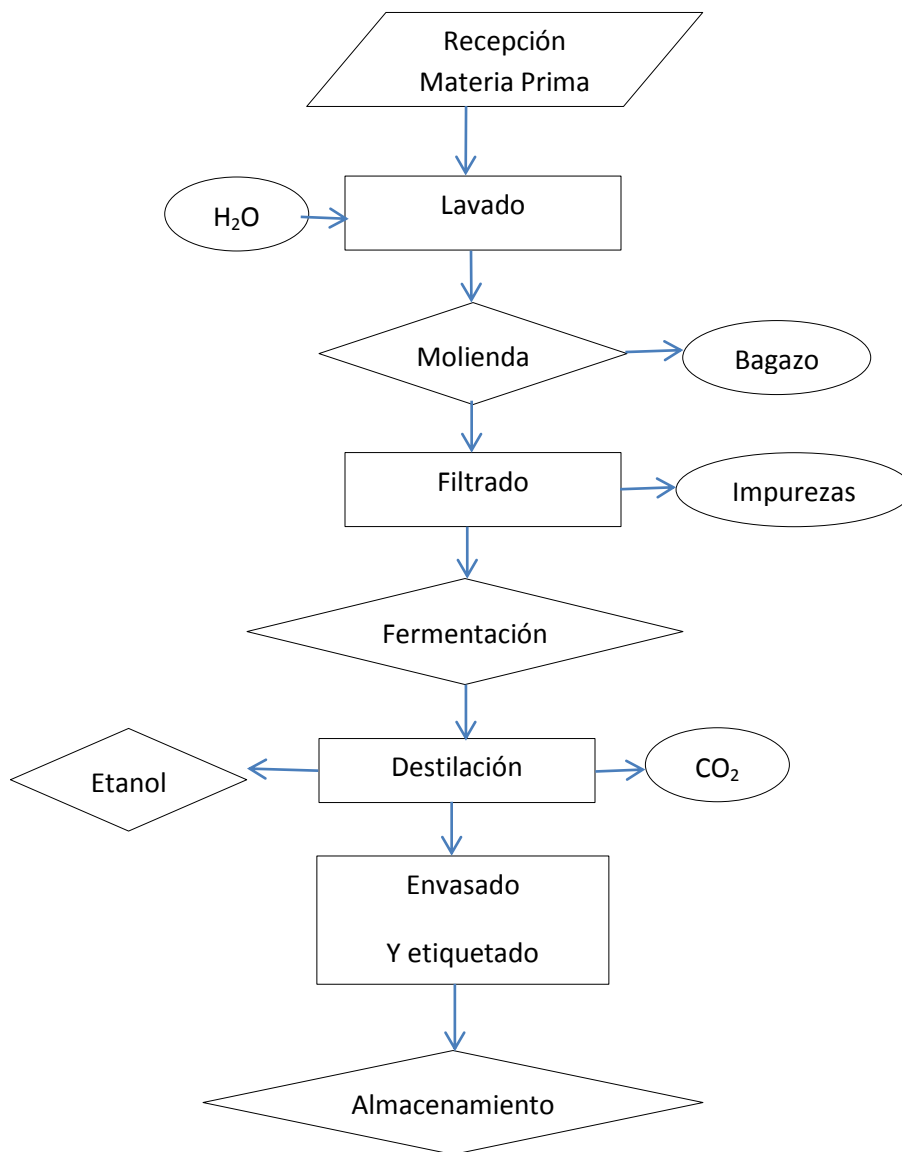 Recepción
Materia Prima
Lavado
H₂O
Molienda
Bagazo
Filtrado
Impurezas
Fermentación
Etanol
Destilación
CO₂
Envasado
Y etiquetado
Almacenamiento